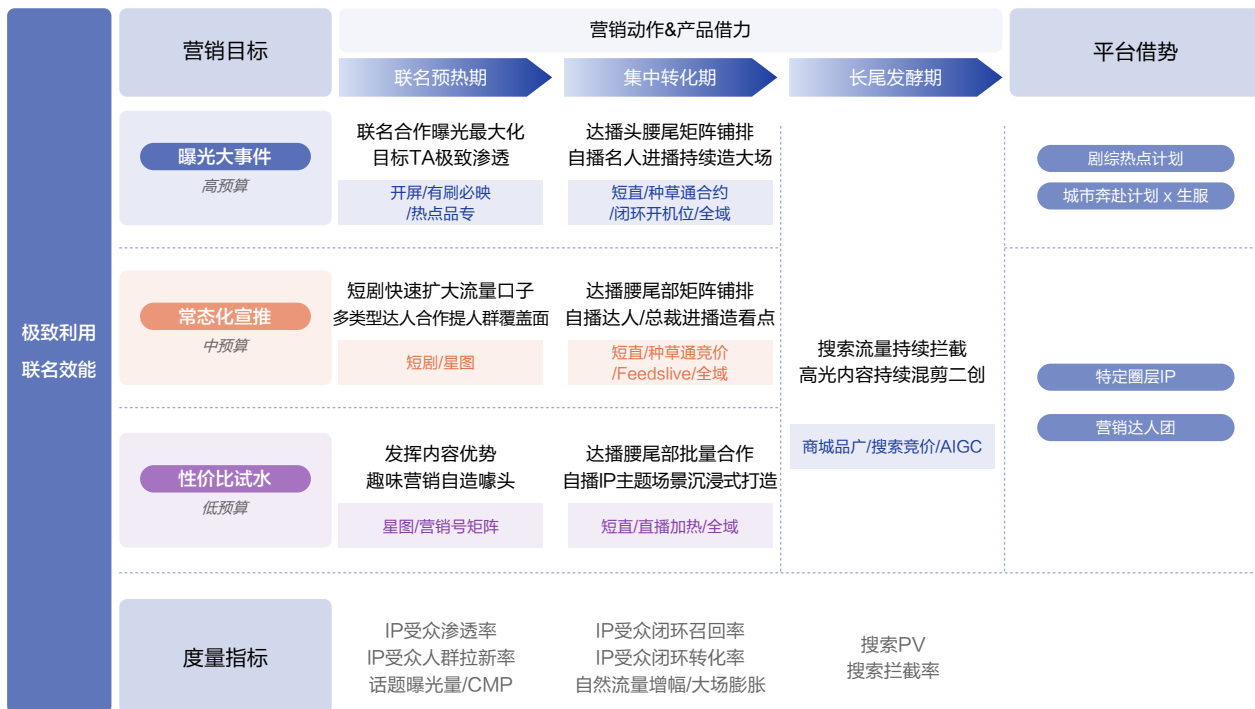 极致利用
联名效能
营销目标
营销动作&产品借力
联名预热期
集中转化期
长尾发酵期
平台借势
曝光大事件
高预算
联名合作曝光最大化
目标TA极致渗透
开屏/有刷必映
/热点品专
达播头腰尾矩阵铺排
自播名人进播持续造大场
短直/种草通合约
/闭环开机位/全域
剧综热点计划
城市奔赴计划 x 生服
常态化宣推
中预算
短剧快速扩大流量口子
多类型达人合作提人群覆盖面
短剧/星图
达播腰尾部矩阵铺排
自播达人/总裁进播造看点
短直/种草通竞价
/Feedslive/全域
搜索流量持续拦截
高光内容持续混剪二创
商城品广/搜索竞价/AIGC
特定圈层IP
营销达人团
性价比试水
低预算
发挥内容优势
趣味营销自造噱头
星图/营销号矩阵
达播腰尾部批量合作
自播IP主题场景沉浸式打造
短直/直播加热/全域
度量指标
IP受众渗透率
IP受众人群拉新率
话题曝光量/CMP
IP受众闭环召回率
IP受众闭环转化率
自然流量增幅/大场膨胀
搜索PV
搜索拦截率